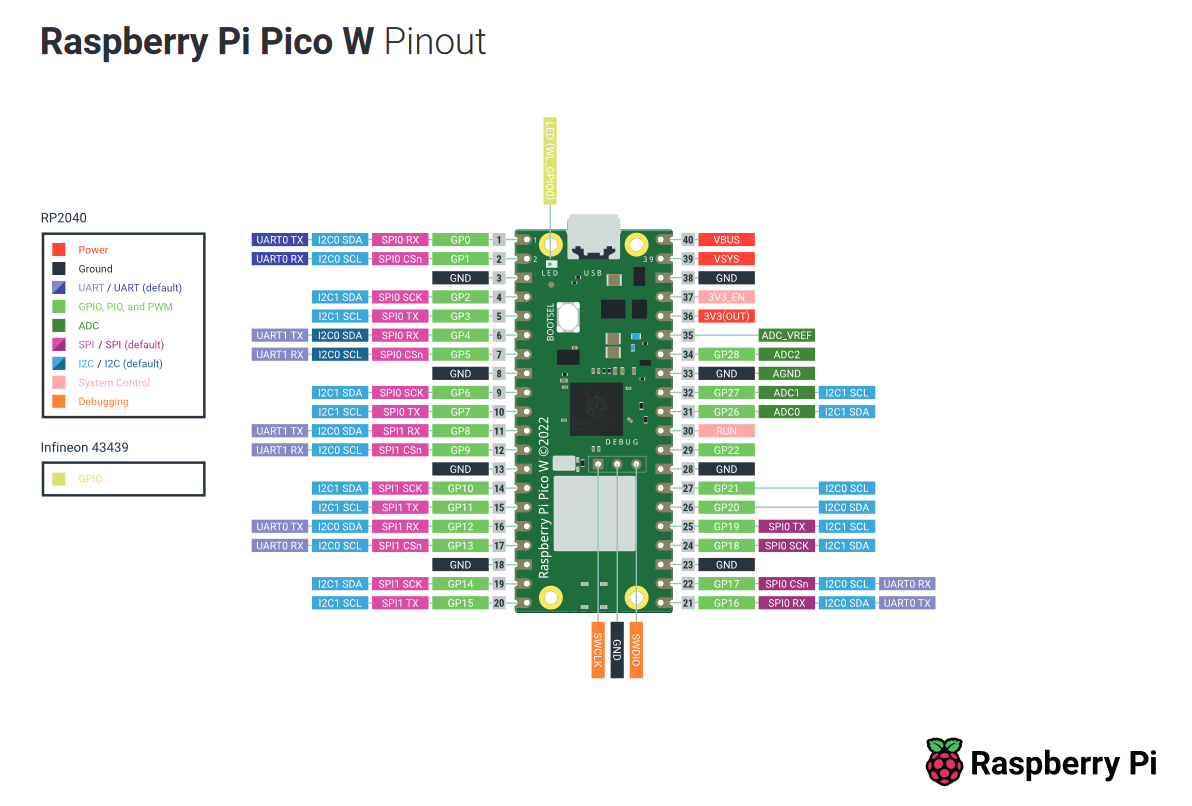 Raspberry Pi Pico W Pinout
LED (WL_GPIO0)
RP2040
Power
Ground
UART / UART (default)
GPIO, PIO, and PWM
ADC
SPI / SPI (default)
I2C / I2C (default)
System Control
Debugging
Infineon 43439
GPIO
UART0 TX I2C0 SDA SPI0 RX GP0 1
UART0 RX I2C0 SCL SPI0 CSn GP1 2
GND 3
I2C1 SDA SPI0 SCK GP2 4
I2C1 SCL SPI0 TX GP3 5
UART1 TX I2C0 SDA SPI0 RX GP4 6
UART1 RX I2C0 SCL SPI0 CSn GP5 7
GND 8
I2C1 SDA SPI0 SCK GP6 9
I2C1 SCL SPI0 TX GP7 10
UART1 TX I2C0 SDA SPI1 RX GP8 11
UART1 RX I2C0 SCL SPI1 CSn GP9 12
GND 13
I2C1 SDA SPI1 SCK GP10 14
I2C1 SCL SPI1 TX GP11 15
UART0 TX I2C0 SDA SPI1 RX GP12 16
UART0 RX I2C0 SCL SPI1 CSn GP13 17
GND 18
I2C1 SDA SPI1 SCK GP14 19
I2C1 SCL SPI1 TX GP15 20
1
2
39
LED
USB
BOOTSEL
DEBUG
Raspberry Pi Pico W ©2022
40 VBUS
39 VSYS
38 GND
37 3V3_EN
36 3V3(OUT)
35 ADC_VREF
34 GP28 ADC2
33 GND AGND
32 GP27 ADC1 I2C1 SCL
31 GP26 ADC0 I2C1 SDA
30 RUN
29 GP22
28 GND
27 GP21 I2C0 SCL
26 GP20 I2C0 SDA
25 GP19 SPI0 TX I2C1 SCL
24 GP18 SPI0 SCK I2C1 SDA
23 GND
22 GP17 SPI0 CSn I2C0 SCL UART0 RX
21 GP16 SPI0 RX I2C0 SDA UART0 TX
SWCLK
GND
SWDIO
Raspberry Pi